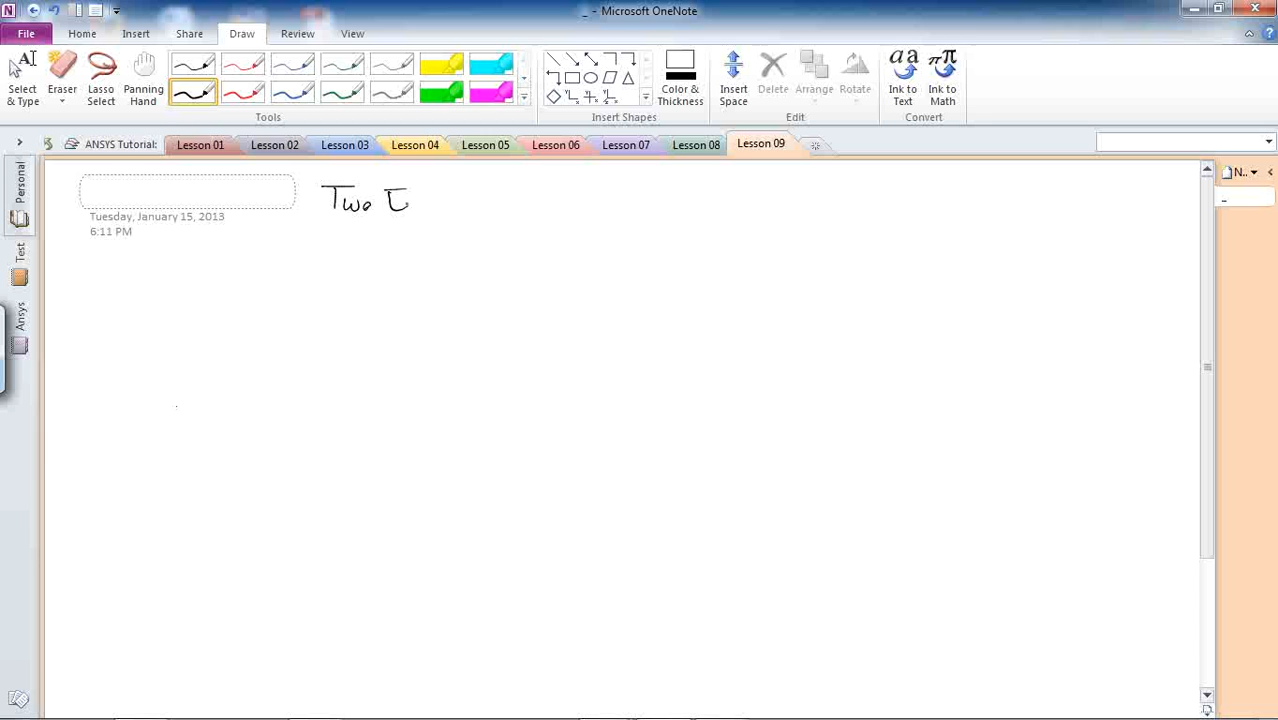 _ - Microsoft OneNote
File Home Insert Share Draw Review View
Select & Type
Eraser
Lasso Select
Panning Hand
Color & Thickness
Insert Space
Delete
Arrange
Rotate
Ink to Text
Ink to Math
Tools
Insert Shapes
Edit
Convert
ANSYS Tutorial:
Lesson 01 Lesson 02 Lesson 03 Lesson 04 Lesson 05 Lesson 06 Lesson 07 Lesson 08 Lesson 09
N..
_
Personal
Test
Ansys
Two
Tuesday, January 15, 2013
6:11 PM